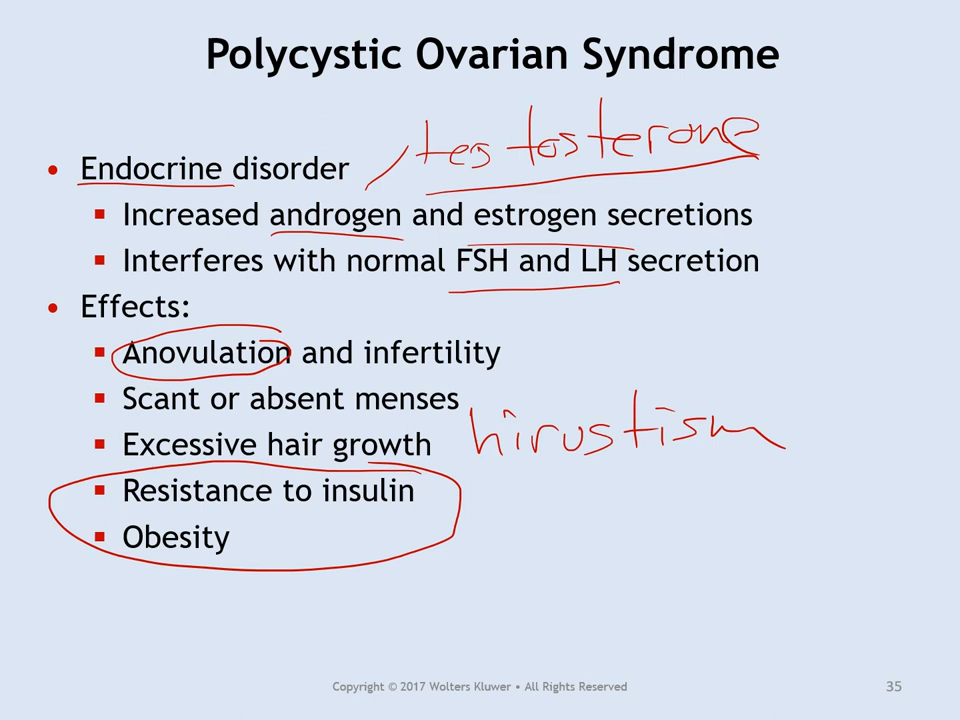 Polycystic Ovarian Syndrome
testosterone
• Endocrine disorder
▪ Increased androgen and estrogen secretions
▪ Interferes with normal FSH and LH secretion
• Effects:
▪ Anovulation and infertility
▪ Scant or absent menses
▪ Excessive hair growth hirustism
▪ Resistance to insulin
▪ Obesity
Copyright © 2017 Wolters Kluwer • All Rights Reserved 35